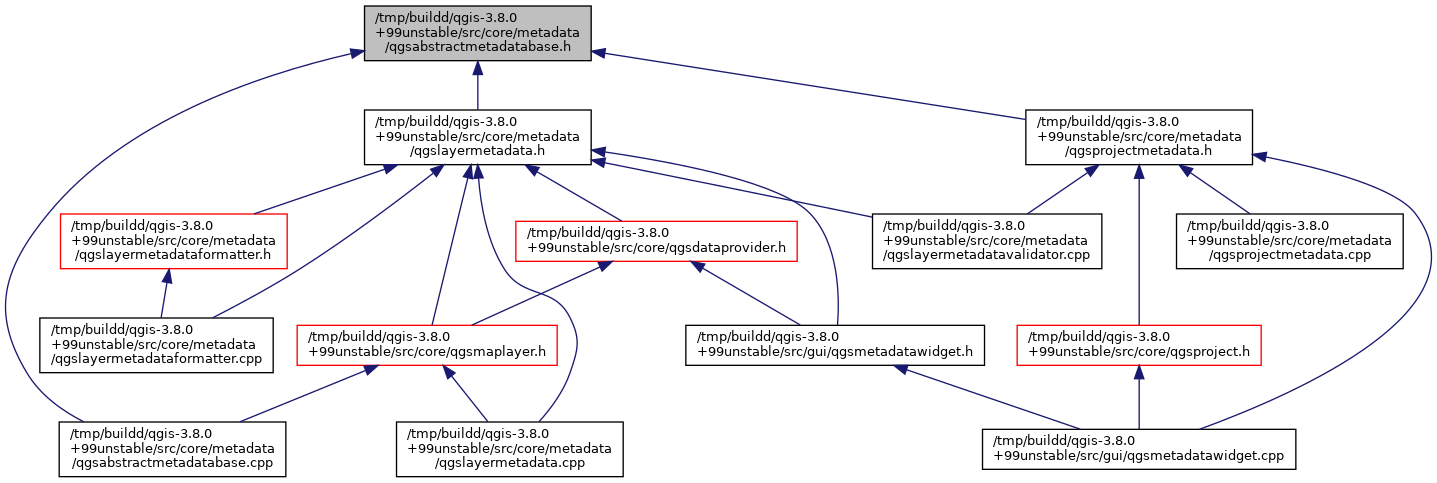 /tmp/buildd/qgis-3.8.0
+99unstable/src/core/metadata
/qgsabstractmetadatabase.h
/tmp/buildd/qgis-3.8.0
+99unstable/src/core/metadata
/qgslayermetadata.h
/tmp/buildd/qgis-3.8.0
+99unstable/src/core/metadata
/qgsprojectmetadata.h
/tmp/buildd/qgis-3.8.0
+99unstable/src/core/metadata
/qgslayermetadataformatter.h
/tmp/buildd/qgis-3.8.0
+99unstable/src/core/qgsdataprovider.h
/tmp/buildd/qgis-3.8.0
+99unstable/src/core/metadata
/qgslayermetadatavalidator.cpp
/tmp/buildd/qgis-3.8.0
+99unstable/src/core/metadata
/qgsprojectmetadata.cpp
/tmp/buildd/qgis-3.8.0
+99unstable/src/core/metadata
/qgslayermetadataformatter.cpp
/tmp/buildd/qgis-3.8.0
+99unstable/src/core/qgsmaplayer.h
/tmp/buildd/qgis-3.8.0
+99unstable/src/gui/qgsmetadatawidget.h
/tmp/buildd/qgis-3.8.0
+99unstable/src/core/qgsproject.h
/tmp/buildd/qgis-3.8.0
+99unstable/src/core/metadata
/qgsabstractmetadatabase.cpp
/tmp/buildd/qgis-3.8.0
+99unstable/src/core/metadata
/qgslayermetadata.cpp
/tmp/buildd/qgis-3.8.0
+99unstable/src/gui/qgsmetadatawidget.cpp